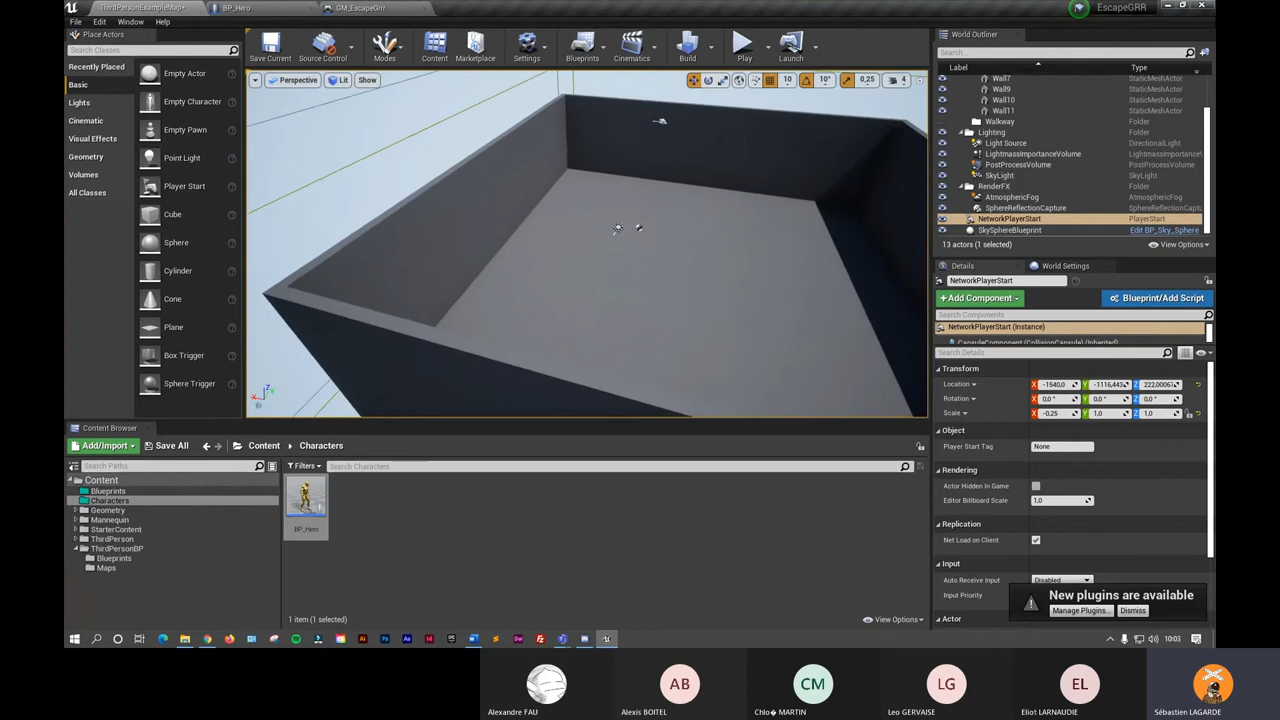 ThirdPersonExampleMap*
BP_Hero
GM_EscapeGrr
EscapeGRR
File
Edit
Window
Help
Place Actors
Search Classes
Recently Placed
Basic
Lights
Cinematic
Visual Effects
Geometry
Volumes
All Classes
Empty Actor
Empty Character
Empty Pawn
Point Light
Player Start
Cube
Sphere
Cylinder
Cone
Plane
Box Trigger
Sphere Trigger
Save Current
Source Control
Modes
Content
Marketplace
Settings
Blueprints
Cinematics
Build
Play
Launch
Perspective
Lit
Show
10
10°
0,25
4
World Outliner
Search...
Label
Type
Wall7 StaticMeshActor
Wall9 StaticMeshActor
Wall10 StaticMeshActor
Wall11 StaticMeshActor
Walkway Folder
Lighting Folder
Light Source DirectionalLight
LightmassImportanceVolume LightmassImportance
PostProcessVolume PostProcessVolume
SkyLight SkyLight
RenderFX Folder
AtmosphericFog AtmosphericFog
SphereReflectionCapture SphereReflectionCaptu
NetworkPlayerStart PlayerStart
SkySphereBlueprint Edit BP_Sky_Sphere
13 actors (1 selected)
View Options
Details
World Settings
NetworkPlayerStart
Add Component
Blueprint/Add Script
Search Components
NetworkPlayerStart (Instance)
CapsuleComponent (CollisionCapsule) (Inherited)
Search Details
Transform
Location X -1540,0 Y -1116,443 Z 222,00061
Rotation X 0,0° Y 0,0° Z 0,0°
Scale X -0,25 Y 1,0 Z 1,0
Object
Player Start Tag None
Rendering
Actor Hidden In Game
Editor Billboard Scale 1,0
Replication
Net Load on Client
Input
Auto Receive Input Disabled
Input Priority
Actor
New plugins are available
Manage Plugins...
Dismiss
Content Browser
Add/Import
Save All
Content
Characters
Search Paths
Filters
Search Characters
Content
Blueprints
Characters
Geometry
Mannequin
StarterContent
ThirdPerson
ThirdPersonBP
Blueprints
Maps
BP_Hero
1 item (1 selected)
View Options
10:03
AB
CM
LG
EL
Alexandre FAU
Alexis BOITEL
Chlo� MARTIN
Leo GERVAISE
Eliot LARNAUDIE
Sébastien LAGARDE